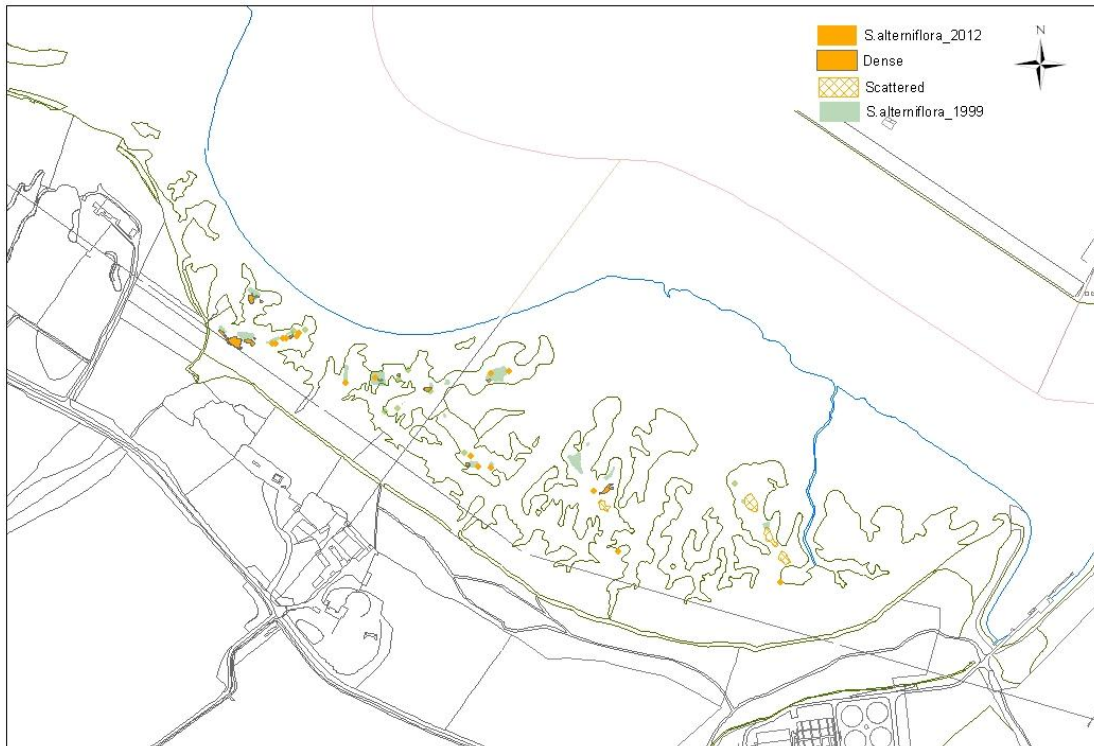 N
S.alterniflora_2012
Dense
Scattered
S.alterniflora_1999